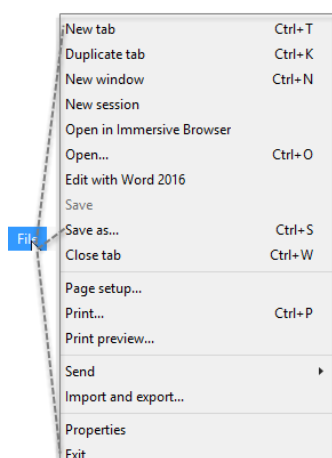 New tab Ctrl+T
Duplicate tab Ctrl+K
New window Ctrl+N
New session
Open in Immersive Browser
Open... Ctrl+O
Edit with Word 2016
Save
File
Save as... Ctrl+S
Close tab Ctrl+W
Page setup...
Print... Ctrl+P
Print preview...
Send
Import and export...
Properties
Exit